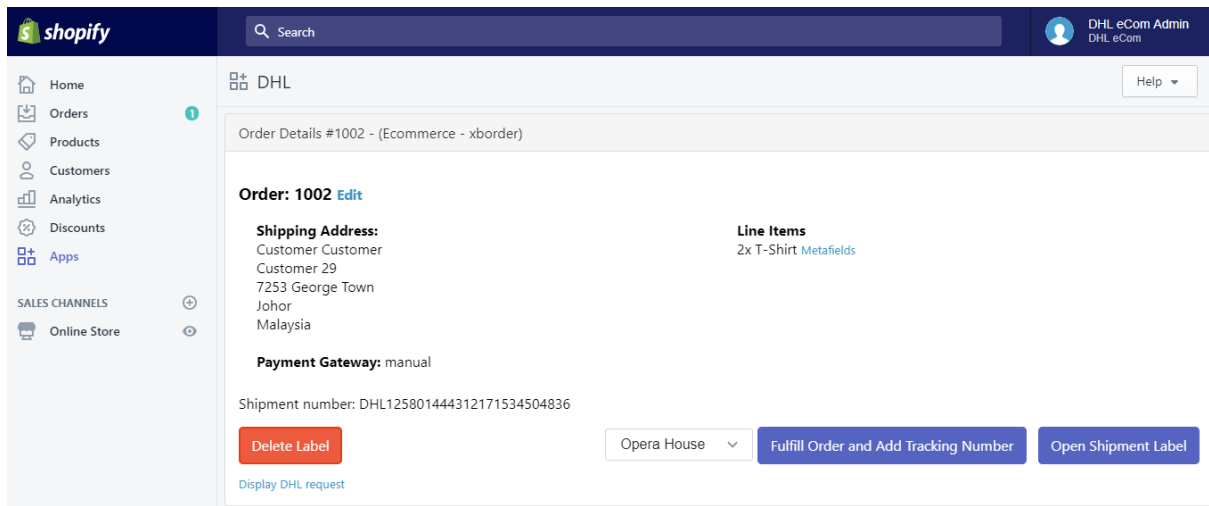 shopify
Search
DHL eCom Admin
DHL eCom
Home
Orders 1
Products
Customers
Analytics
Discounts
Apps
SALES CHANNELS
Online Store
DHL
Help
Order Details #1002 - (Ecommerce - xborder)
Order: 1002 Edit
Shipping Address:
Customer Customer
Customer 29
7253 George Town
Johor
Malaysia
Line Items
2x T-Shirt Metafields
Payment Gateway: manual
Shipment number: DHL125801444312171534504836
Delete Label
Opera House
Fulfill Order and Add Tracking Number
Open Shipment Label
Display DHL request